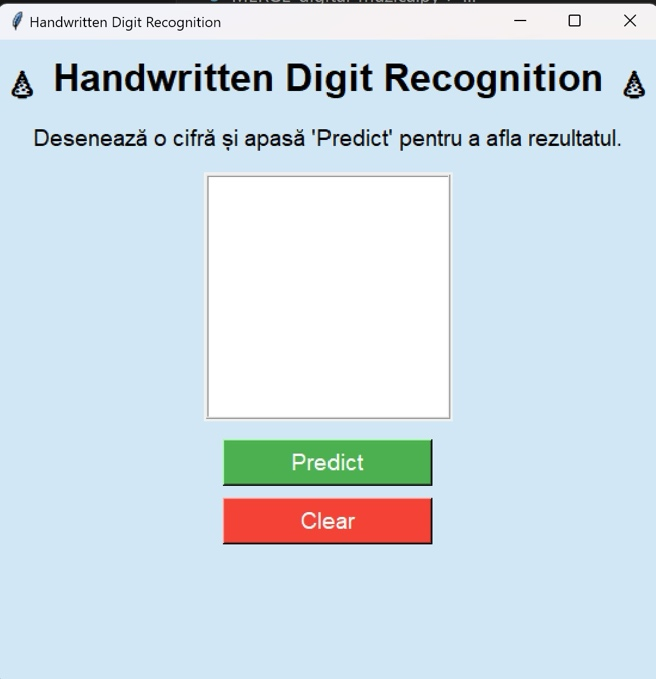 Handwritten Digit Recognition
🎄 Handwritten Digit Recognition 🎄
Desenează o cifră și apasă 'Predict' pentru a afla rezultatul.
Predict
Clear